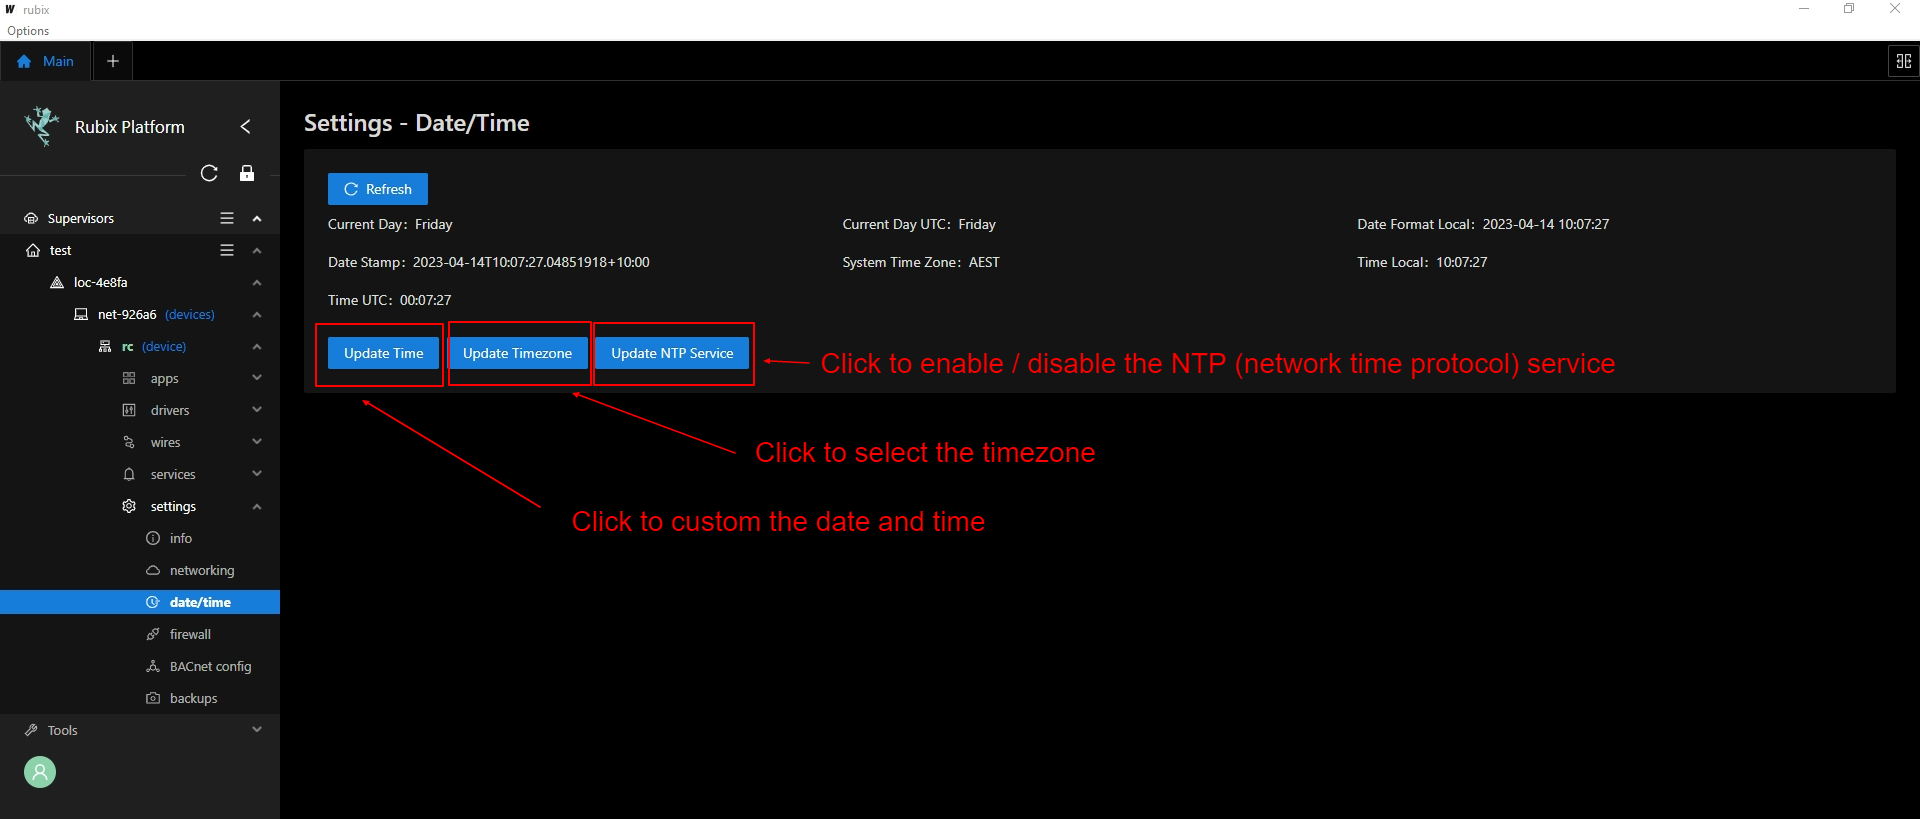 rubix
Options
Main
Rubix Platform
Supervisors
test
loc-4e8fa
net-926a6 (devices)
rc (device)
apps
drivers
wires
services
settings
info
networking
date/time
firewall
BACnet config
backups
Tools
Settings - Date/Time
Refresh
Current Day: Friday
Current Day UTC: Friday
Date Format Local: 2023-04-14 10:07:27
Date Stamp: 2023-04-14T10:07:27.04851918+10:00
System Time Zone: AEST
Time Local: 10:07:27
Time UTC: 00:07:27
Update Time
Update Timezone
Update NTP Service
Click to enable / disable the NTP (network time protocol) service
Click to select the timezone
Click to custom the date and time